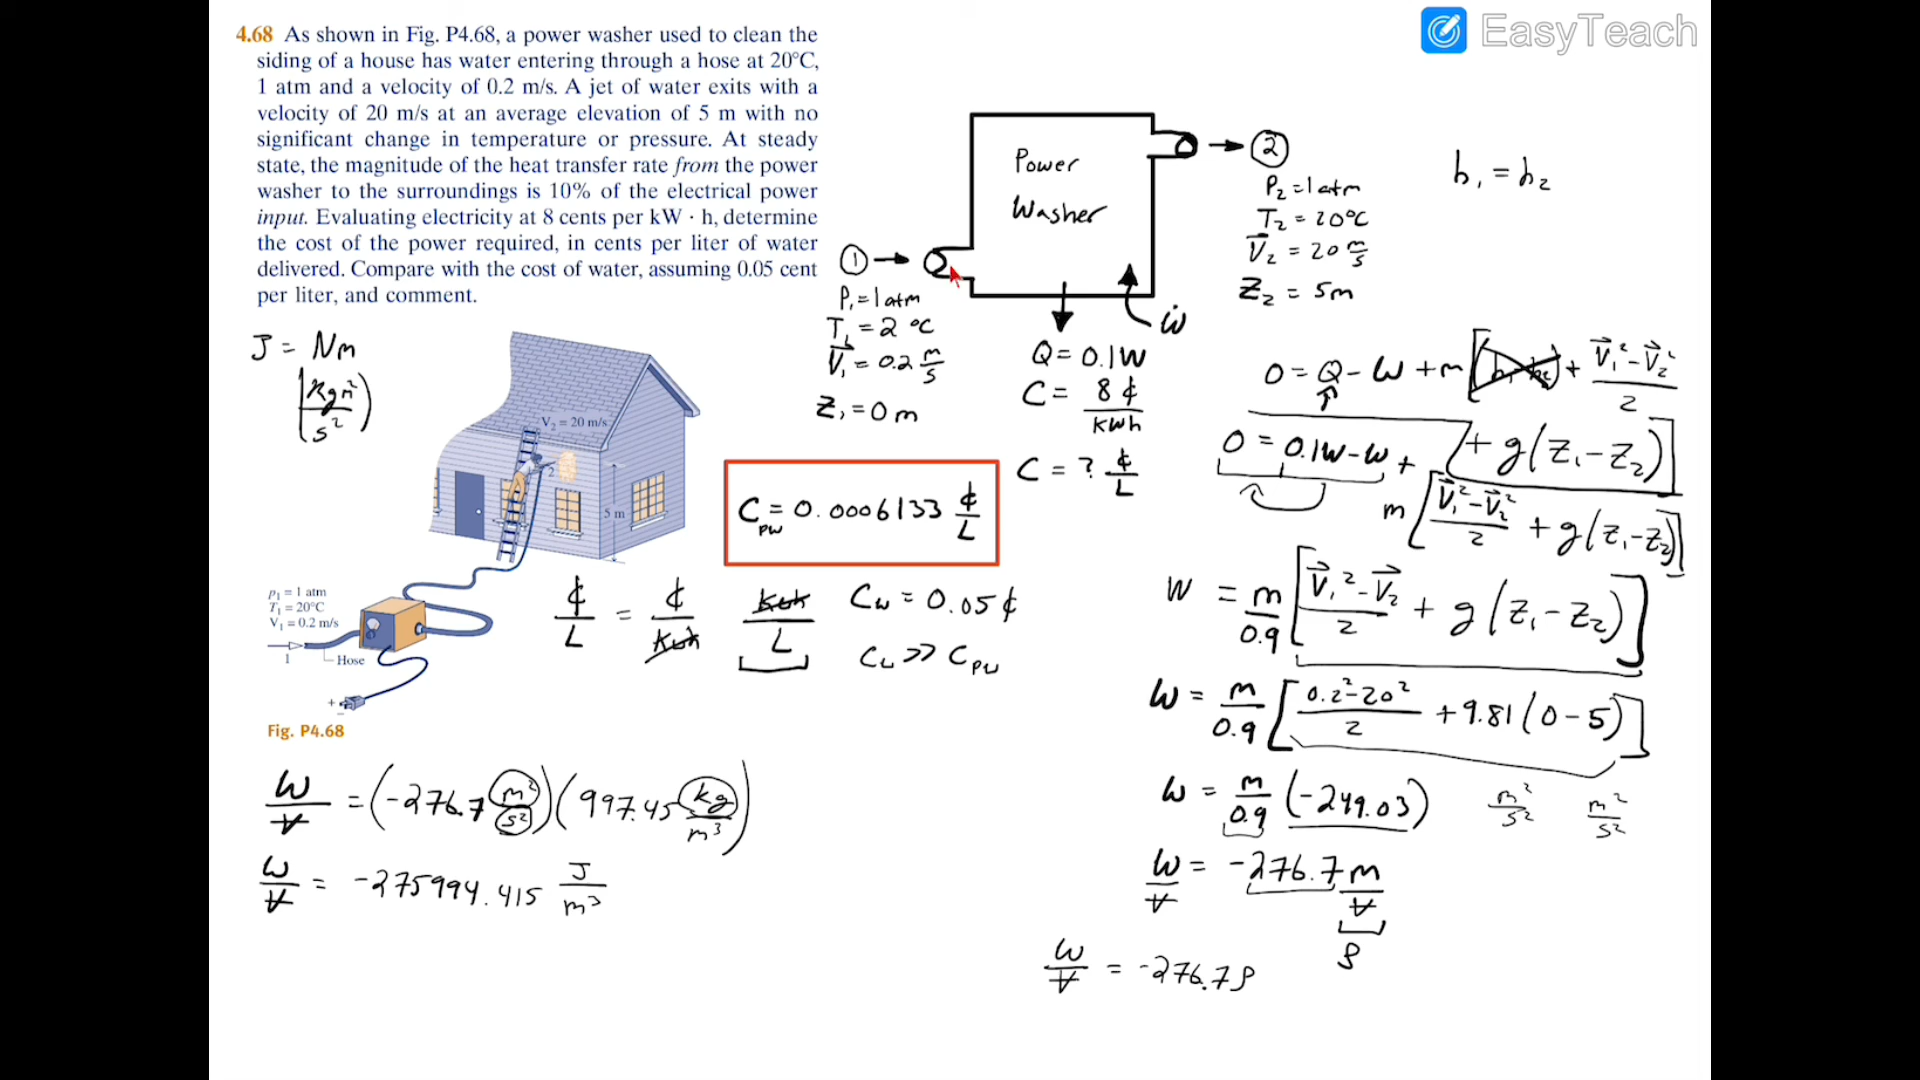 EasyTeach
4.68 As shown in Fig. P4.68, a power washer used to clean the
siding of a house has water entering through a hose at 20°C,
1 atm and a velocity of 0.2 m/s. A jet of water exits with a
velocity of 20 m/s at an average elevation of 5 m with no
significant change in temperature or pressure. At steady
state, the magnitude of the heat transfer rate from the power
washer to the surroundings is 10% of the electrical power
input. Evaluating electricity at 8 cents per kW · h, determine
the cost of the power required, in cents per liter of water
delivered. Compare with the cost of water, assuming 0.05 cent
per liter, and comment.
J = Nm
(kg m²/s²)
V₂ = 20 m/s
2
5 m
p₁ = 1 atm
T₁ = 20°C
V₁ = 0.2 m/s
1
Hose
+
–
Fig. P4.68
Power
Washer
1
P₁ = 1 atm
T₁ = 2 °C
V₁ = 0.2 m/s
Z₁ = 0 m
2
P₂ = 1 atm
T₂ = 20°C
V₂ = 20 m/s
Z₂ = 5m
h₁ = h₂
Ẇ
Q = 0.1W
C = 8 ¢/kWh
C = ? ¢/L
C_pw = 0.0006133 ¢/L
¢/L = ¢/kWh kWh/L
C_w = 0.05 ¢
C_w >> C_pw
0 = Q - W + m[(h₁ - h₂) + (V₁² - V₂²)/2
+ g(Z₁ - Z₂)]
0 = 0.1W - W +
m[(V₁² - V₂²)/2 + g(Z₁ - Z₂)]
W = m/0.9 [(V₁² - V₂)/2 + g(Z₁ - Z₂)]
W = m/0.9 [(0.2² - 20²)/2 + 9.81(0 - 5)]
W = m/0.9 (-249.03) m²/s² m²/s²
W/V = -276.7 m/V
ρ
W/V = -276.7ρ
W/V = (-276.7 m²/s²)(997.45 kg/m³)
W/V = -275994.415 J/m³